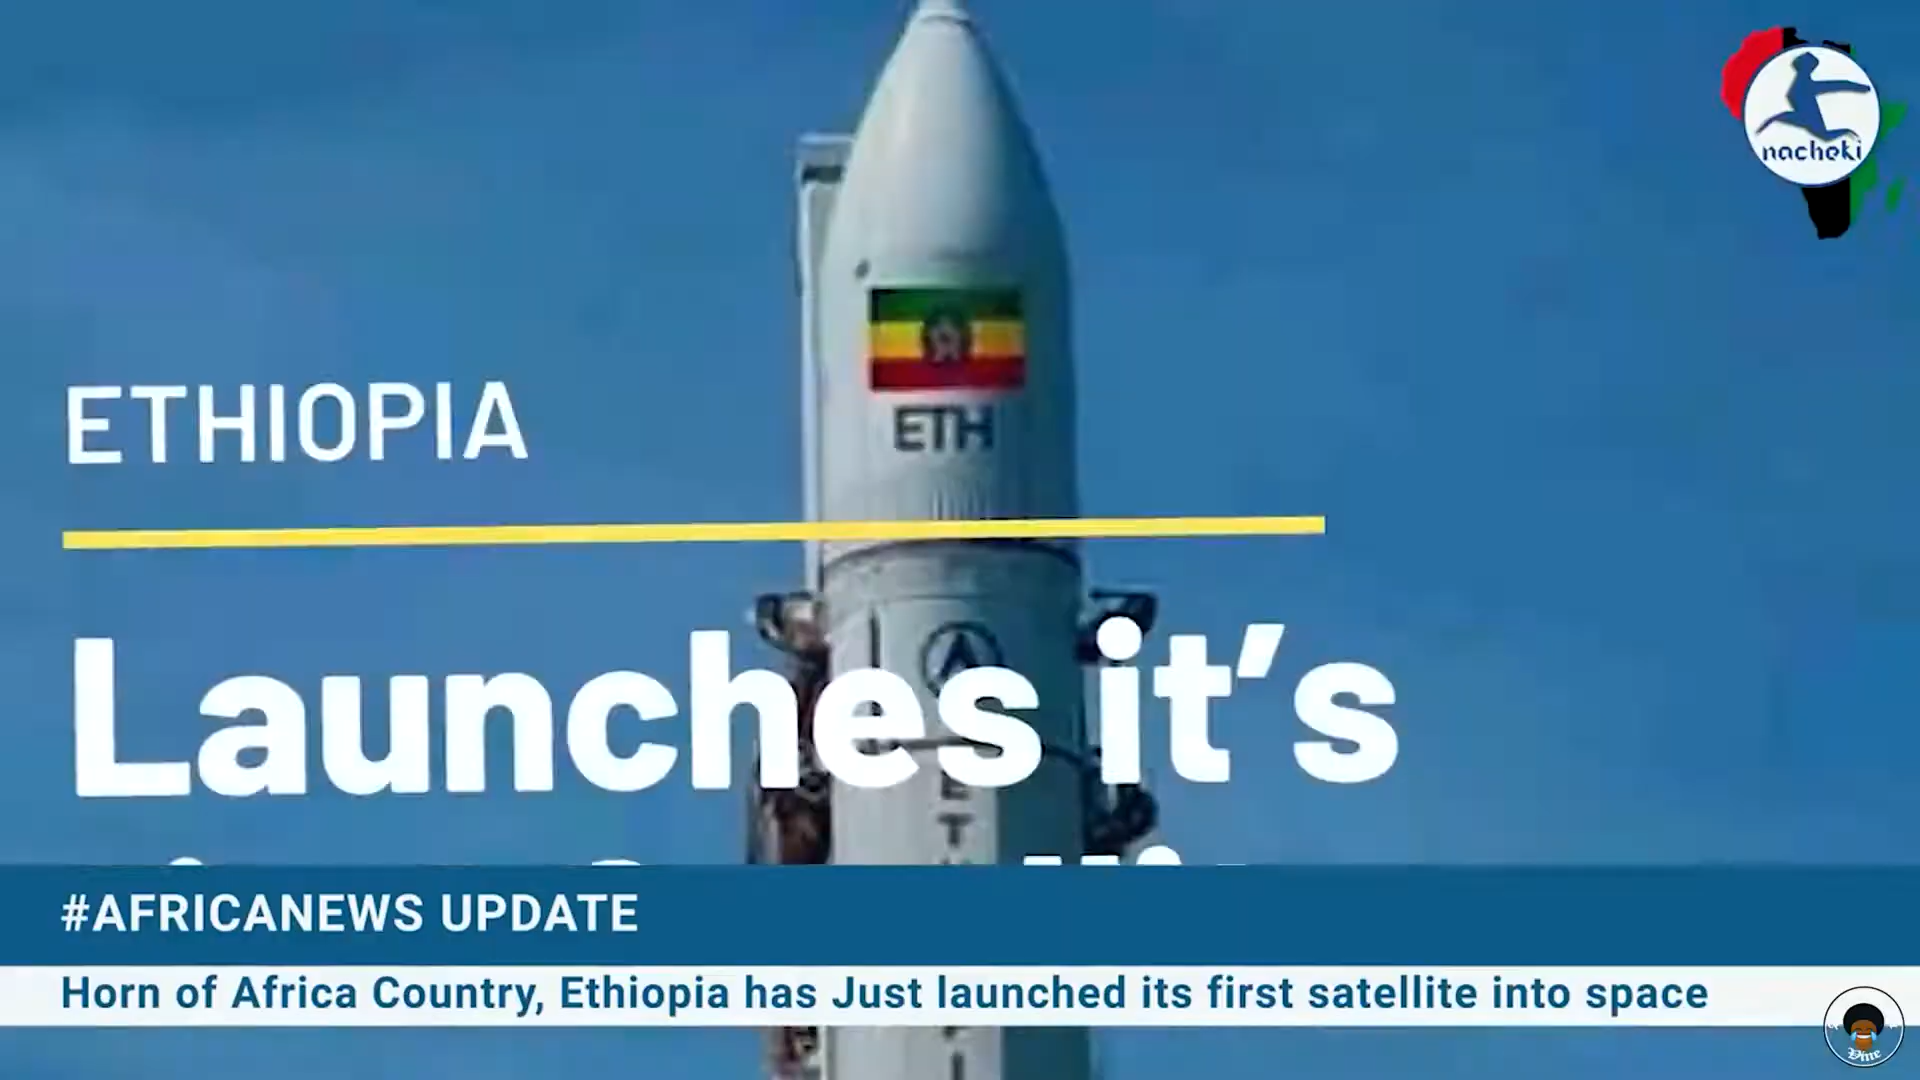 nacheki
ETHIOPIA
ETH
Launches it's
E
T
#AFRICANEWS UPDATE
Horn of Africa Country, Ethiopia has Just launched its first satellite into space
Vine